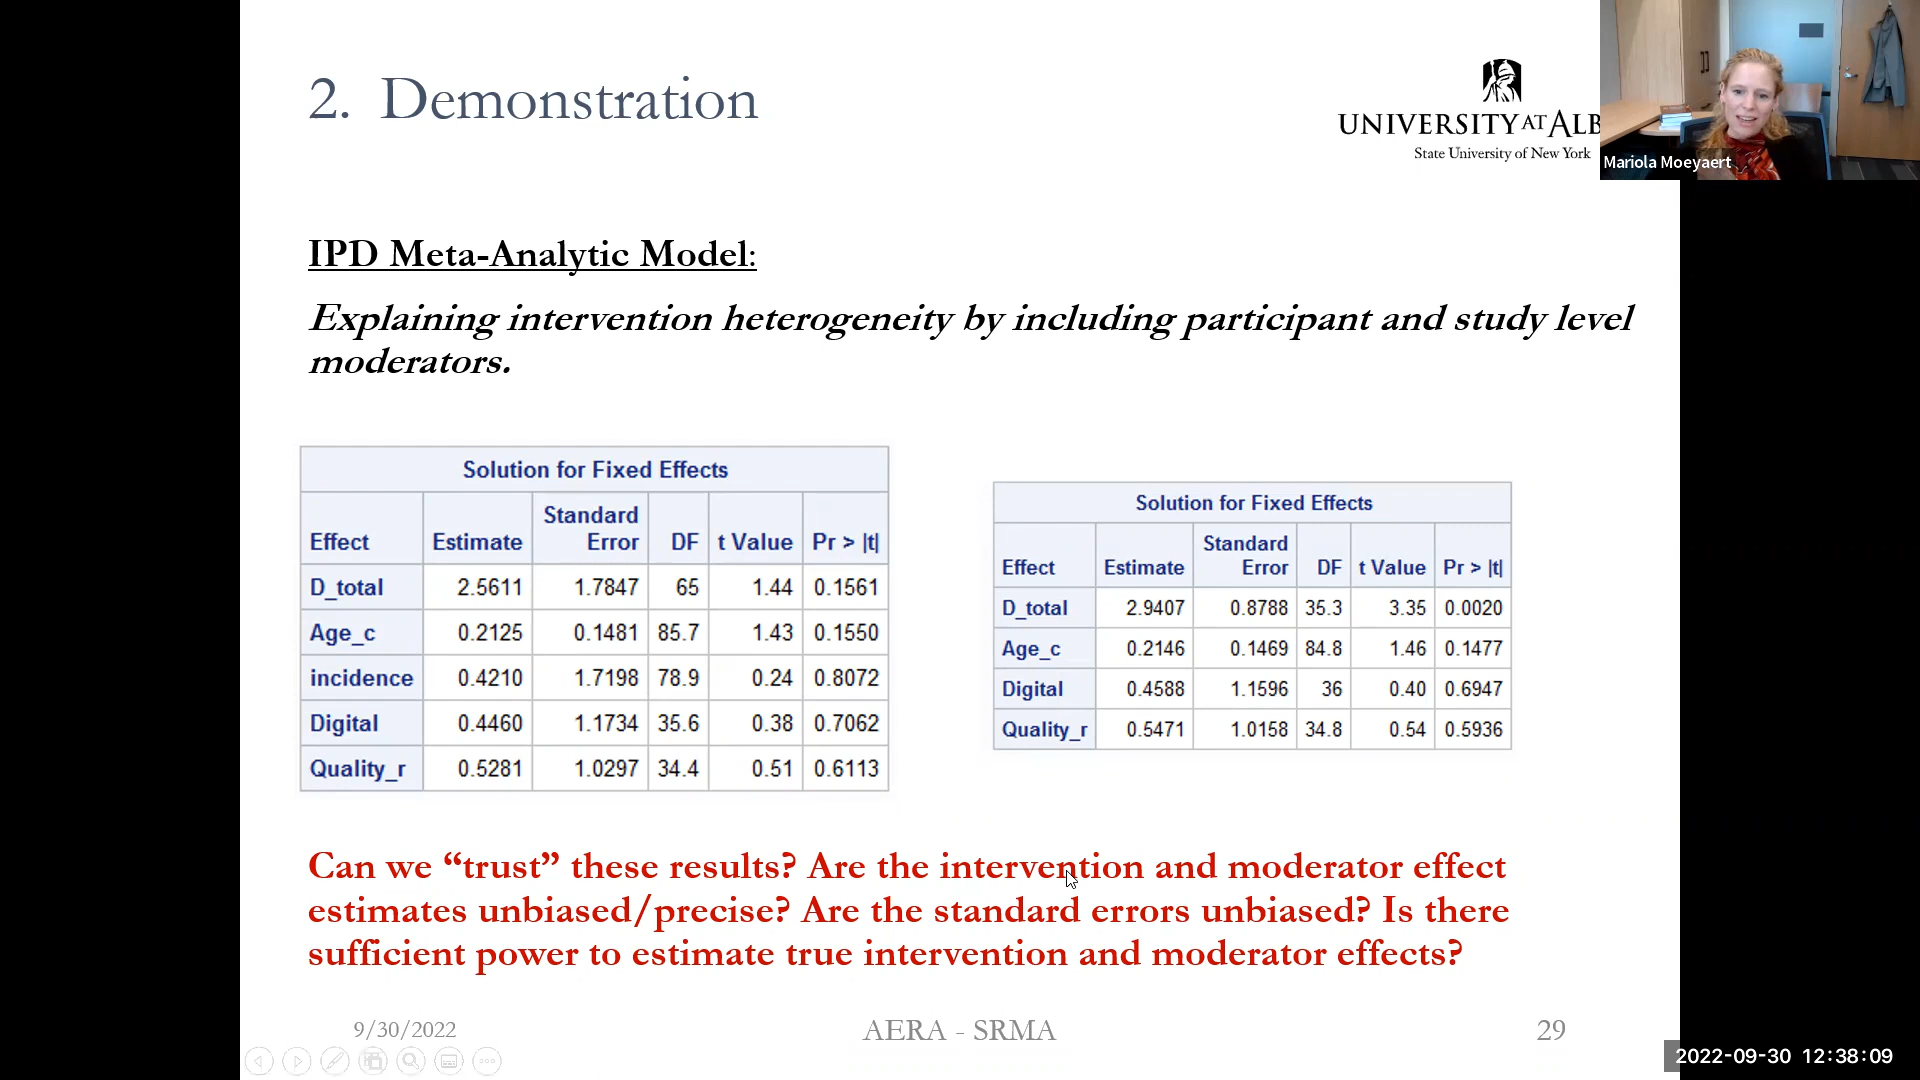 2. Demonstration
UNIVERSITY AT ALB
State University of New York
Mariola Moeyaert
IPD Meta-Analytic Model:
Explaining intervention heterogeneity by including participant and study level
moderators.
Solution for Fixed Effects
Effect Estimate Standard Error DF t Value Pr > |t|
D_total 2.5611 1.7847 65 1.44 0.1561
Age_c 0.2125 0.1481 85.7 1.43 0.1550
incidence 0.4210 1.7198 78.9 0.24 0.8072
Digital 0.4460 1.1734 35.6 0.38 0.7062
Quality_r 0.5281 1.0297 34.4 0.51 0.6113
Solution for Fixed Effects
Effect Estimate Standard Error DF t Value Pr > |t|
D_total 2.9407 0.8788 35.3 3.35 0.0020
Age_c 0.2146 0.1469 84.8 1.46 0.1477
Digital 0.4588 1.1596 36 0.40 0.6947
Quality_r 0.5471 1.0158 34.8 0.54 0.5936
Can we “trust” these results? Are the intervention and moderator effect
estimates unbiased/precise? Are the standard errors unbiased? Is there
sufficient power to estimate true intervention and moderator effects?
9/30/2022
AERA - SRMA
29
2022-09-30 12:38:09